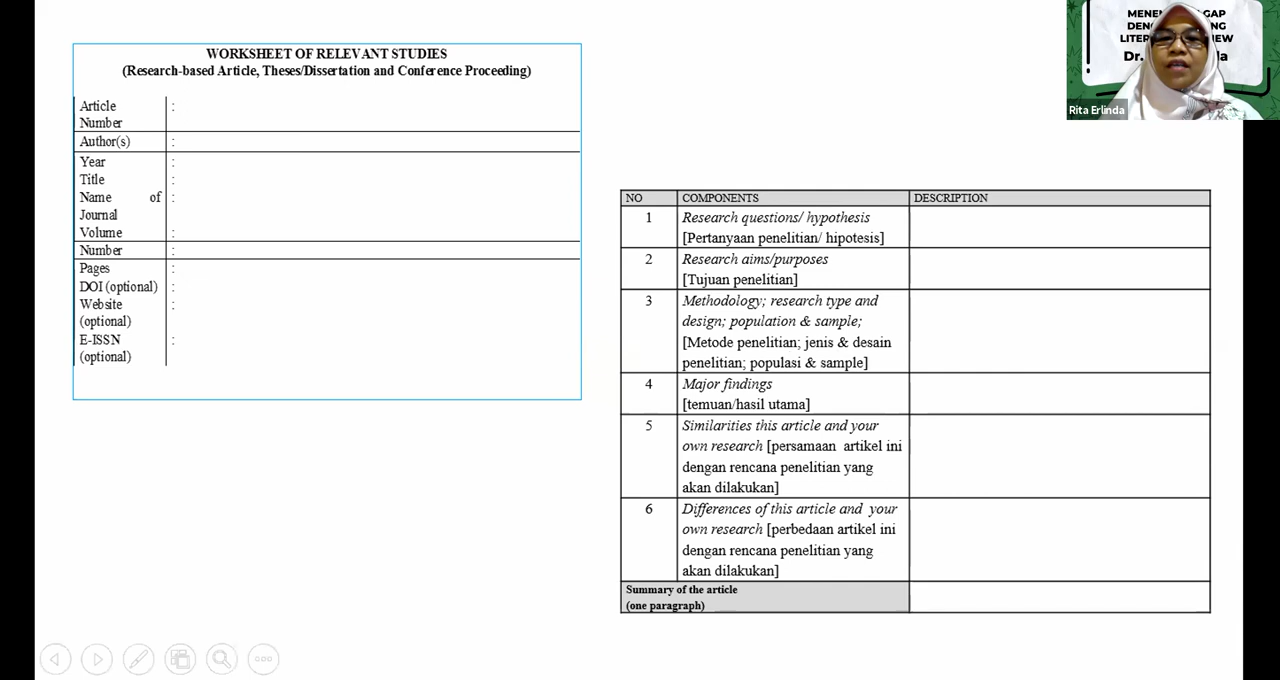 WORKSHEET OF RELEVANT STUDIES
(Research-based Article, Theses/Dissertation and Conference Proceeding)
Article :
Number
Author(s) :
Year :
Title :
Name of :
Journal
Volume :
Number :
Pages :
DOI (optional) :
Website :
(optional)
E-ISSN :
(optional)
NO COMPONENTS DESCRIPTION
1 Research questions/ hypothesis
[Pertanyaan penelitian/ hipotesis]
2 Research aims/purposes
[Tujuan penelitian]
3 Methodology; research type and
design; population & sample;
[Metode penelitian; jenis & desain
penelitian; populasi & sample]
4 Major findings
[temuan/hasil utama]
5 Similarities this article and your
own research [persamaan artikel ini
dengan rencana penelitian yang
akan dilakukan]
6 Differences of this article and your
own research [perbedaan artikel ini
dengan rencana penelitian yang
akan dilakukan]
Summary of the article
(one paragraph)
GAP
Dr.
Rita Erlinda